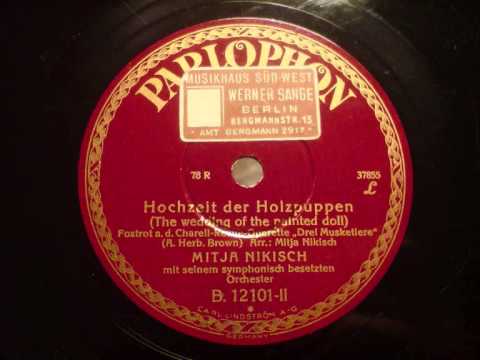 PARLOPHON
MUSIKHAUS SÜD-WEST
WERNER SANGE
BERLIN
BERGMANNSTR. 15
• AMT BERGMANN 2917 •
78 R
37855
L
Hochzeit der Holzpuppen
(The wedding of the painted doll)
Foxtrot a. d. Charell-Revue-Operette „Drei Musketiere"
(A. Herb. Brown) Arr.: Mitja Nikisch
MITJA NIKISCH
mit seinem symphonisch besetzten
Orchester
B. 12101-II
CARL LINDSTRÖM A-G
GERMANY